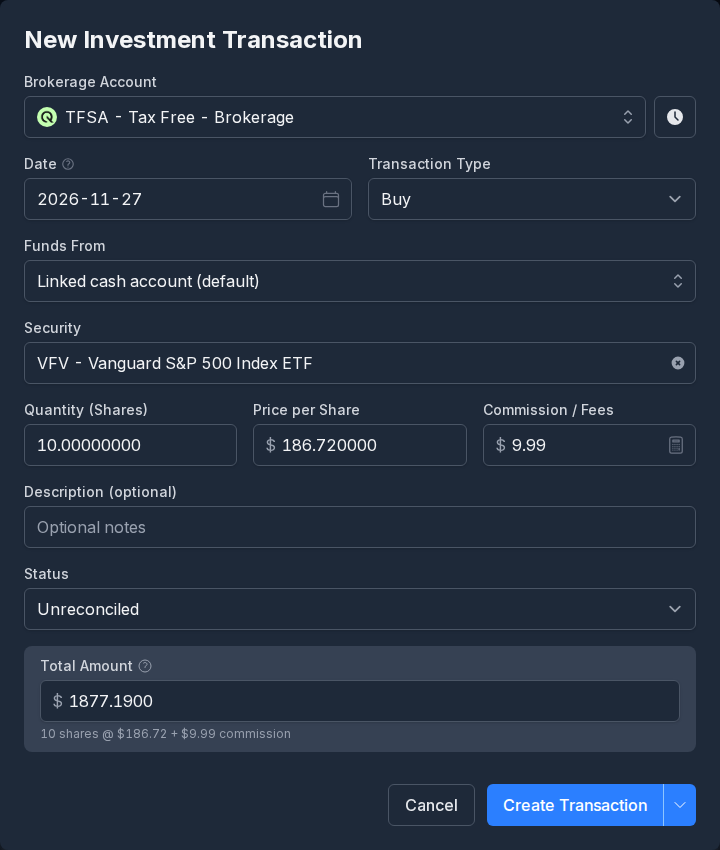 New Investment Transaction
Brokerage Account
TFSA - Tax Free - Brokerage
Date
Transaction Type
2026-11-27
Buy
Funds From
Linked cash account (default)
Security
VFV - Vanguard S&P 500 Index ETF
Quantity (Shares)
Price per Share
Commission / Fees
10.00000000
$ 186.720000
$ 9.99
Description (optional)
Optional notes
Status
Unreconciled
Total Amount
$ 1877.1900
10 shares @ $186.72 + $9.99 commission
Cancel
Create Transaction